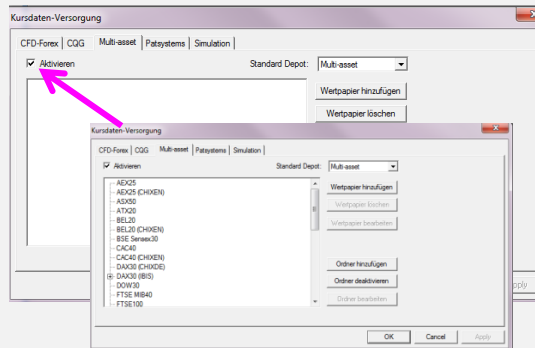 Kursdaten-Versorgung
CFD-Forex CQG Multi-asset Patsystems Simulation
Aktivieren Standard Depot: Multi-asset
Wertpapier hinzufügen
Wertpapier löschen
Kursdaten-Versorgung
CFD-Forex CQG Multi-asset Patsystems Simulation
Aktivieren Standard Depot: Multi-asset
AEX25
AEX25 (CHIXEN)
ASX50
ATX20
BEL20
BEL20 (CHIXEN)
BSE Sensex30
CAC40
CAC40 (CHIXEN)
DAX30 (CHIXDE)
DAX30 (IBIS)
DOW30
FTSE MIB40
FTSE100
Wertpapier hinzufügen
Wertpapier löschen
Wertpapier bearbeiten
Ordner hinzufügen
Ordner deaktivieren
Ordner bearbeiten
OK Cancel Apply
pply